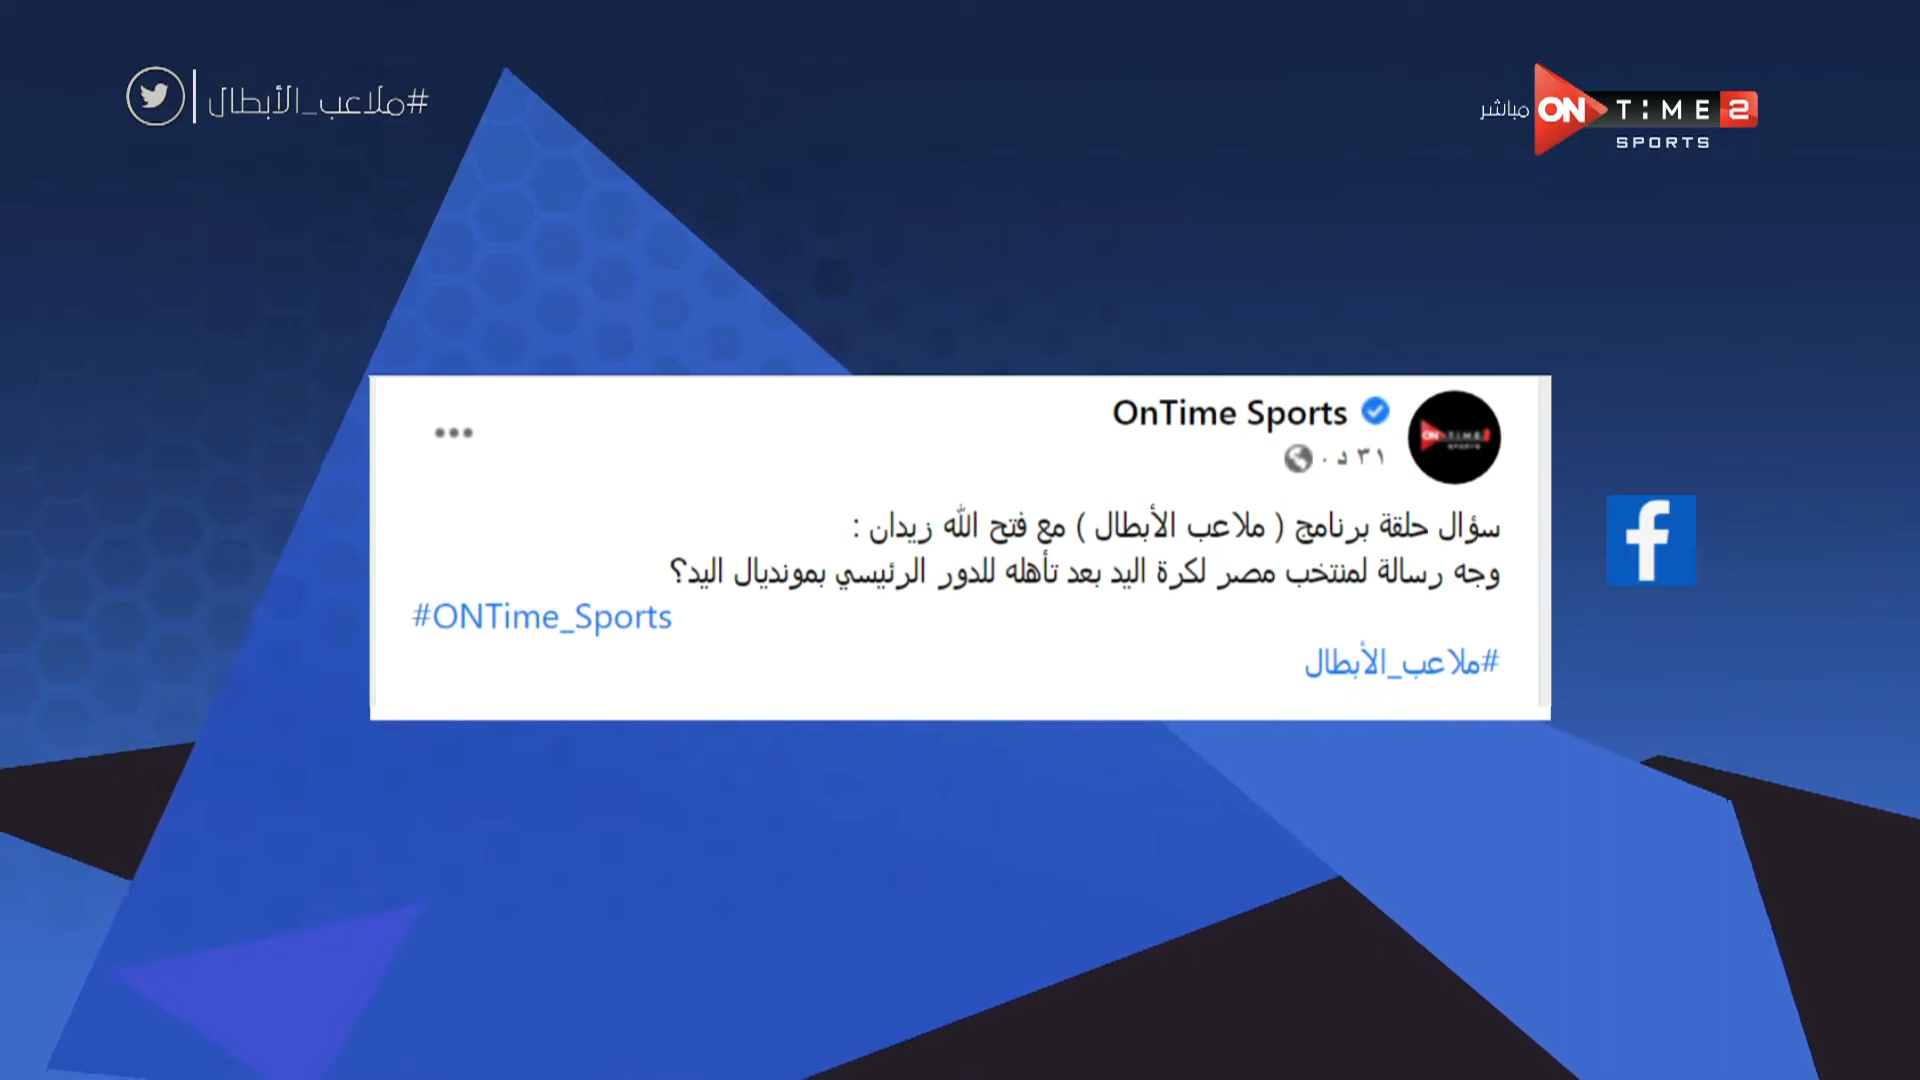 #ملاعب_الأبطال
مباشر ON TIME 2
SPORTS
OnTime Sports
٣١ د ·
سؤال حلقة برنامج ( ملاعب الأبطال ) مع فتح الله زيدان :
وجه رسالة لمنتخب مصر لكرة اليد بعد تأهله للدور الرئيسي بمونديال اليد؟
#ONTime_Sports
#ملاعب_الأبطال